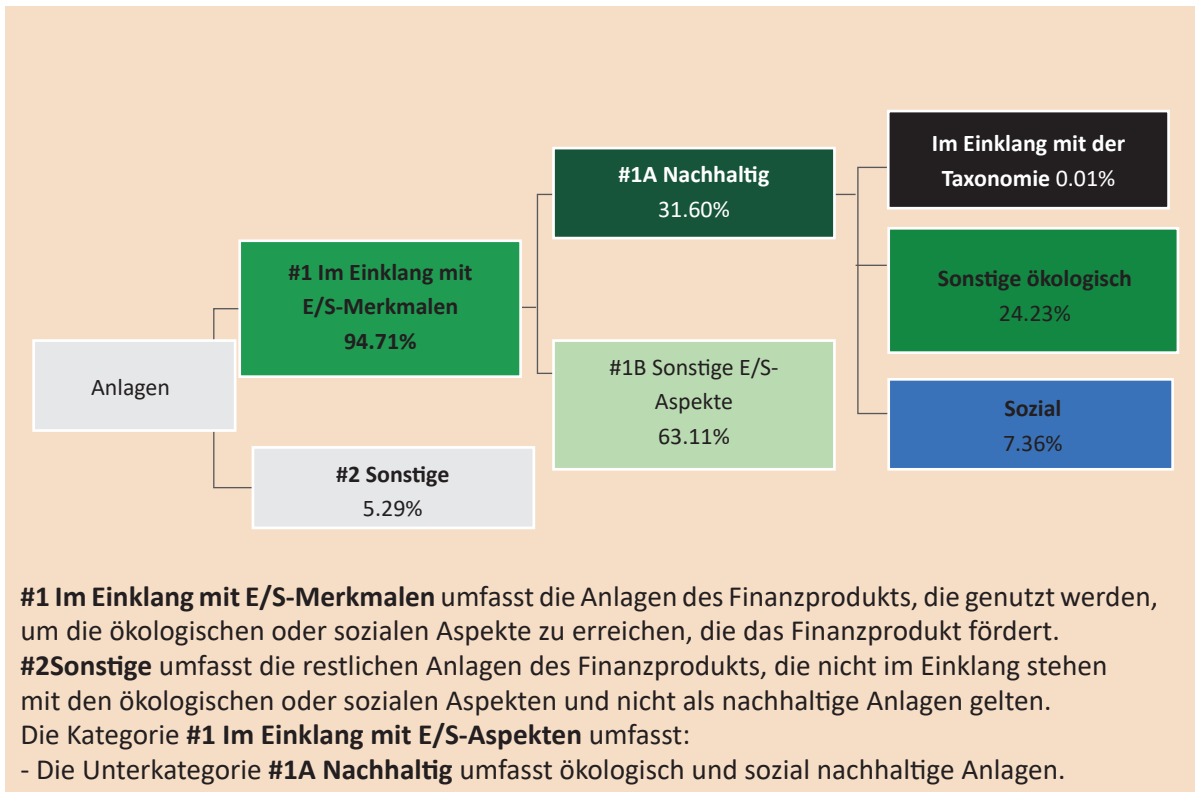 Anlagen
#1 Im Einklang mit
E/S-Merkmalen
94.71%
#2 Sonstige
5.29%
#1A Nachhaltig
31.60%
#1B Sonstige E/S-
Aspekte
63.11%
Im Einklang mit der
Taxonomie 0.01%
Sonstige ökologisch
24.23%
Sozial
7.36%
#1 Im Einklang mit E/S-Merkmalen umfasst die Anlagen des Finanzprodukts, die genutzt werden,
um die ökologischen oder sozialen Aspekte zu erreichen, die das Finanzprodukt fördert.
#2Sonstige umfasst die restlichen Anlagen des Finanzprodukts, die nicht im Einklang stehen
mit den ökologischen oder sozialen Aspekten und nicht als nachhaltige Anlagen gelten.
Die Kategorie #1 Im Einklang mit E/S-Aspekten umfasst:
- Die Unterkategorie #1A Nachhaltig umfasst ökologisch und sozial nachhaltige Anlagen.